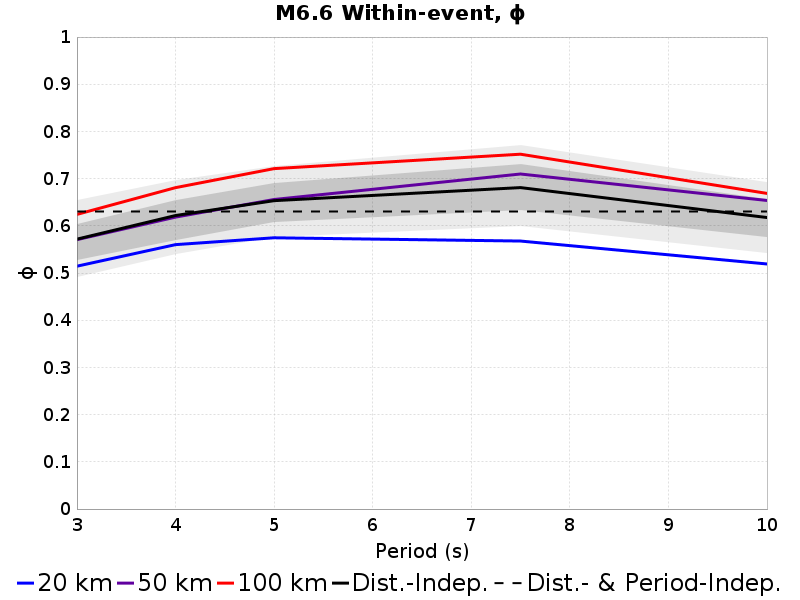 M6.6 Within-event, ϕ
1
0.9
0.8
0.7
0.6
0.5
0.4
0.3
0.2
0.1
0
ϕ
3 4 5 6 7 8 9 10
Period (s)
20 km 50 km 100 km Dist.-Indep. Dist.- & Period-Indep.